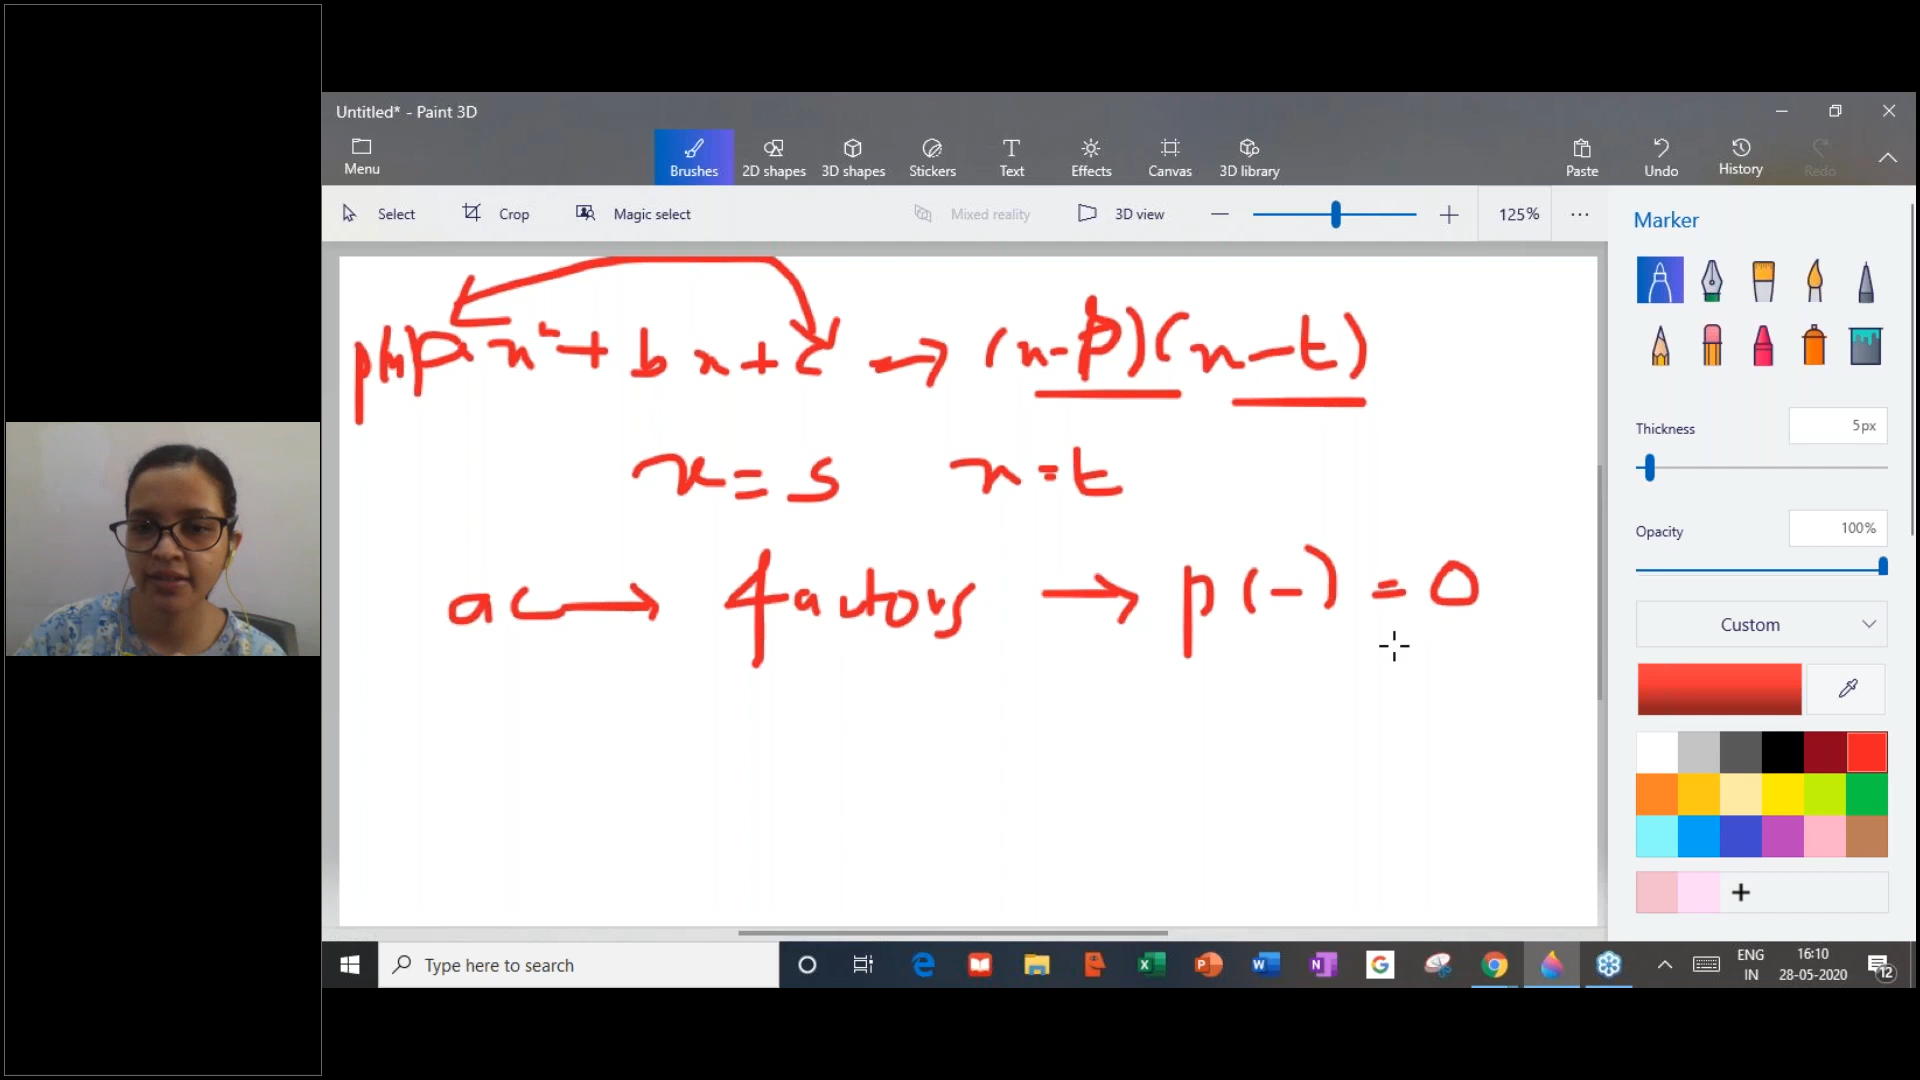 Untitled* - Paint 3D
Menu
Brushes
2D shapes
3D shapes
Stickers
Text
Effects
Canvas
3D library
Paste
Undo
History
Redo
Select
Crop
Magic select
Mixed reality
3D view
125%
Marker
p(x) a x² + b x + c → (x - p)(x - t)
x = s x = t
ac → factors → p(-) = 0
Thickness
5px
Opacity
100%
Custom
Type here to search
ENG
IN
16:10
28-05-2020
12